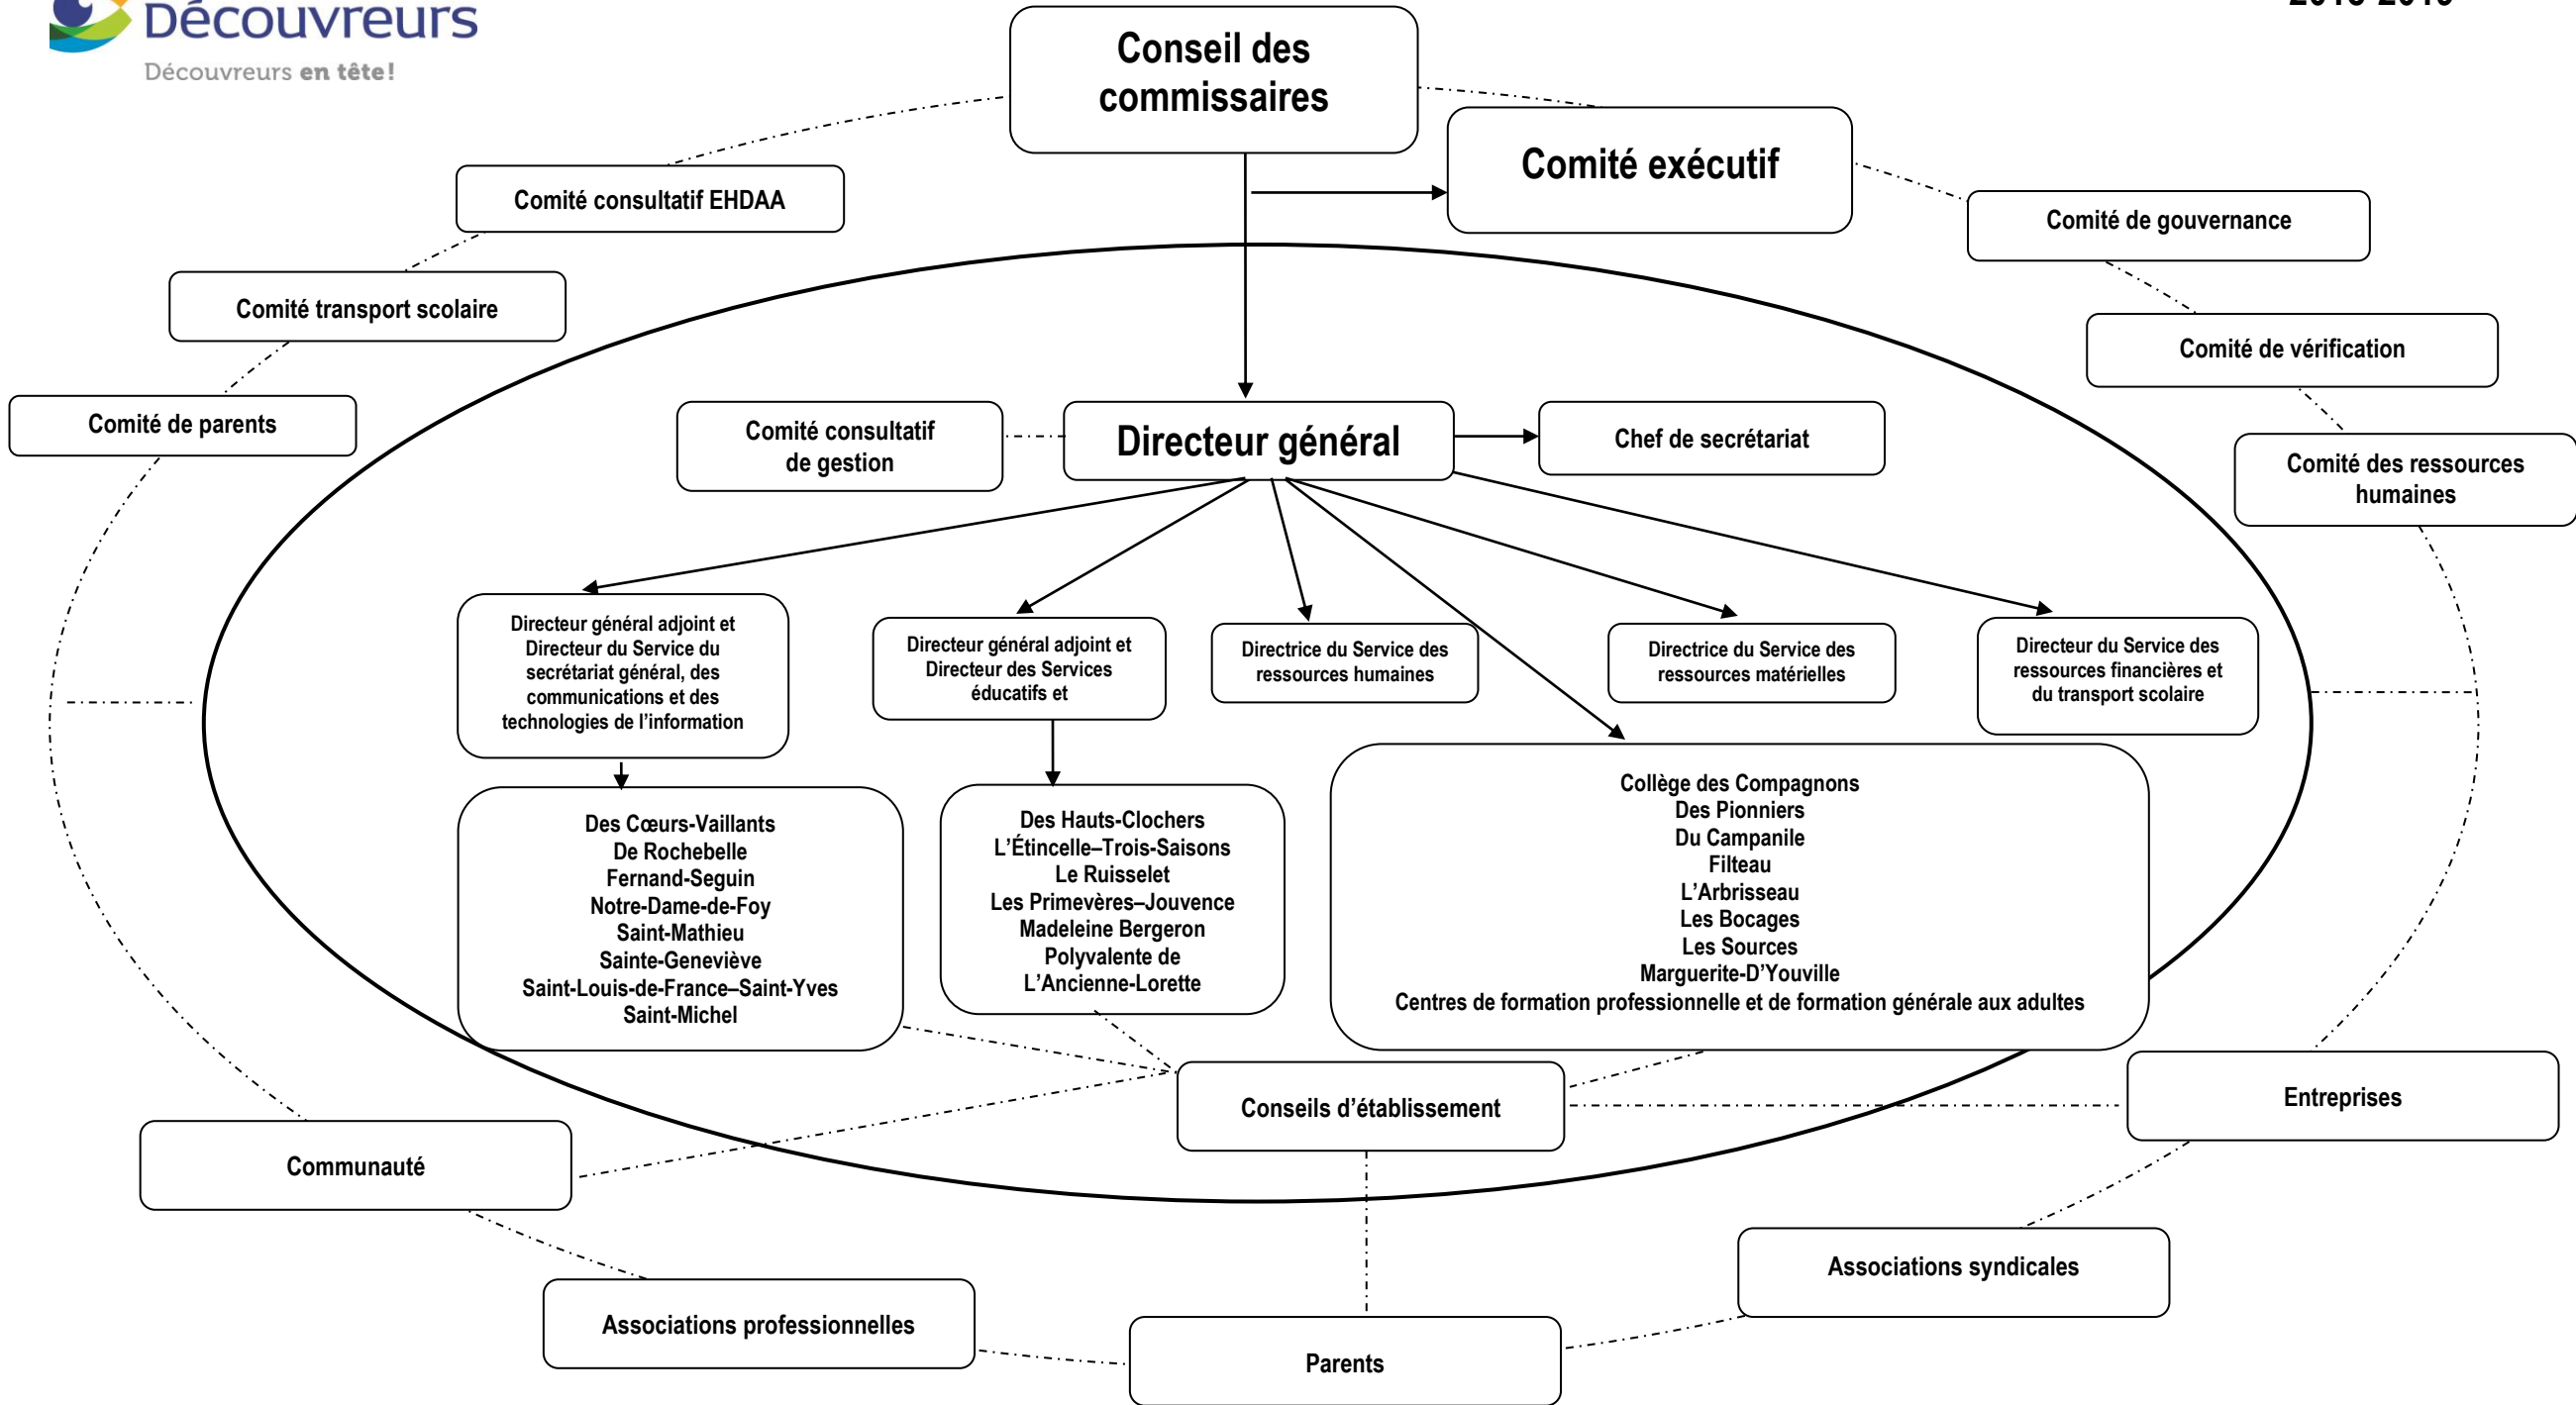 Découvreurs
Découvreurs en tête!
Conseil des
commissaires
Comité exécutif
Comité consultatif EHDAA
Comité de gouvernance
Comité transport scolaire
Comité de vérification
Comité de parents
Comité des ressources
humaines
Comité consultatif
de gestion
Directeur général
Chef de secrétariat
Directeur général adjoint et
Directeur du Service du
secrétariat général, des
communications et des
technologies de l’information
Directeur général adjoint et
Directeur des Services
éducatifs et
Directrice du Service des
ressources humaines
Directrice du Service des
ressources matérielles
Directeur du Service des
ressources financières et
du transport scolaire
Des Cœurs-Vaillants
De Rochebelle
Fernand-Seguin
Notre-Dame-de-Foy
Saint-Mathieu
Sainte-Geneviève
Saint-Louis-de-France–Saint-Yves
Saint-Michel
Des Hauts-Clochers
L’Étincelle–Trois-Saisons
Le Ruisselet
Les Primevères–Jouvence
Madeleine Bergeron
Polyvalente de
L’Ancienne-Lorette
Collège des Compagnons
Des Pionniers
Du Campanile
Filteau
L’Arbrisseau
Les Bocages
Les Sources
Marguerite-D’Youville
Centres de formation professionnelle et de formation générale aux adultes
Conseils d’établissement
Entreprises
Communauté
Associations syndicales
Associations professionnelles
Parents